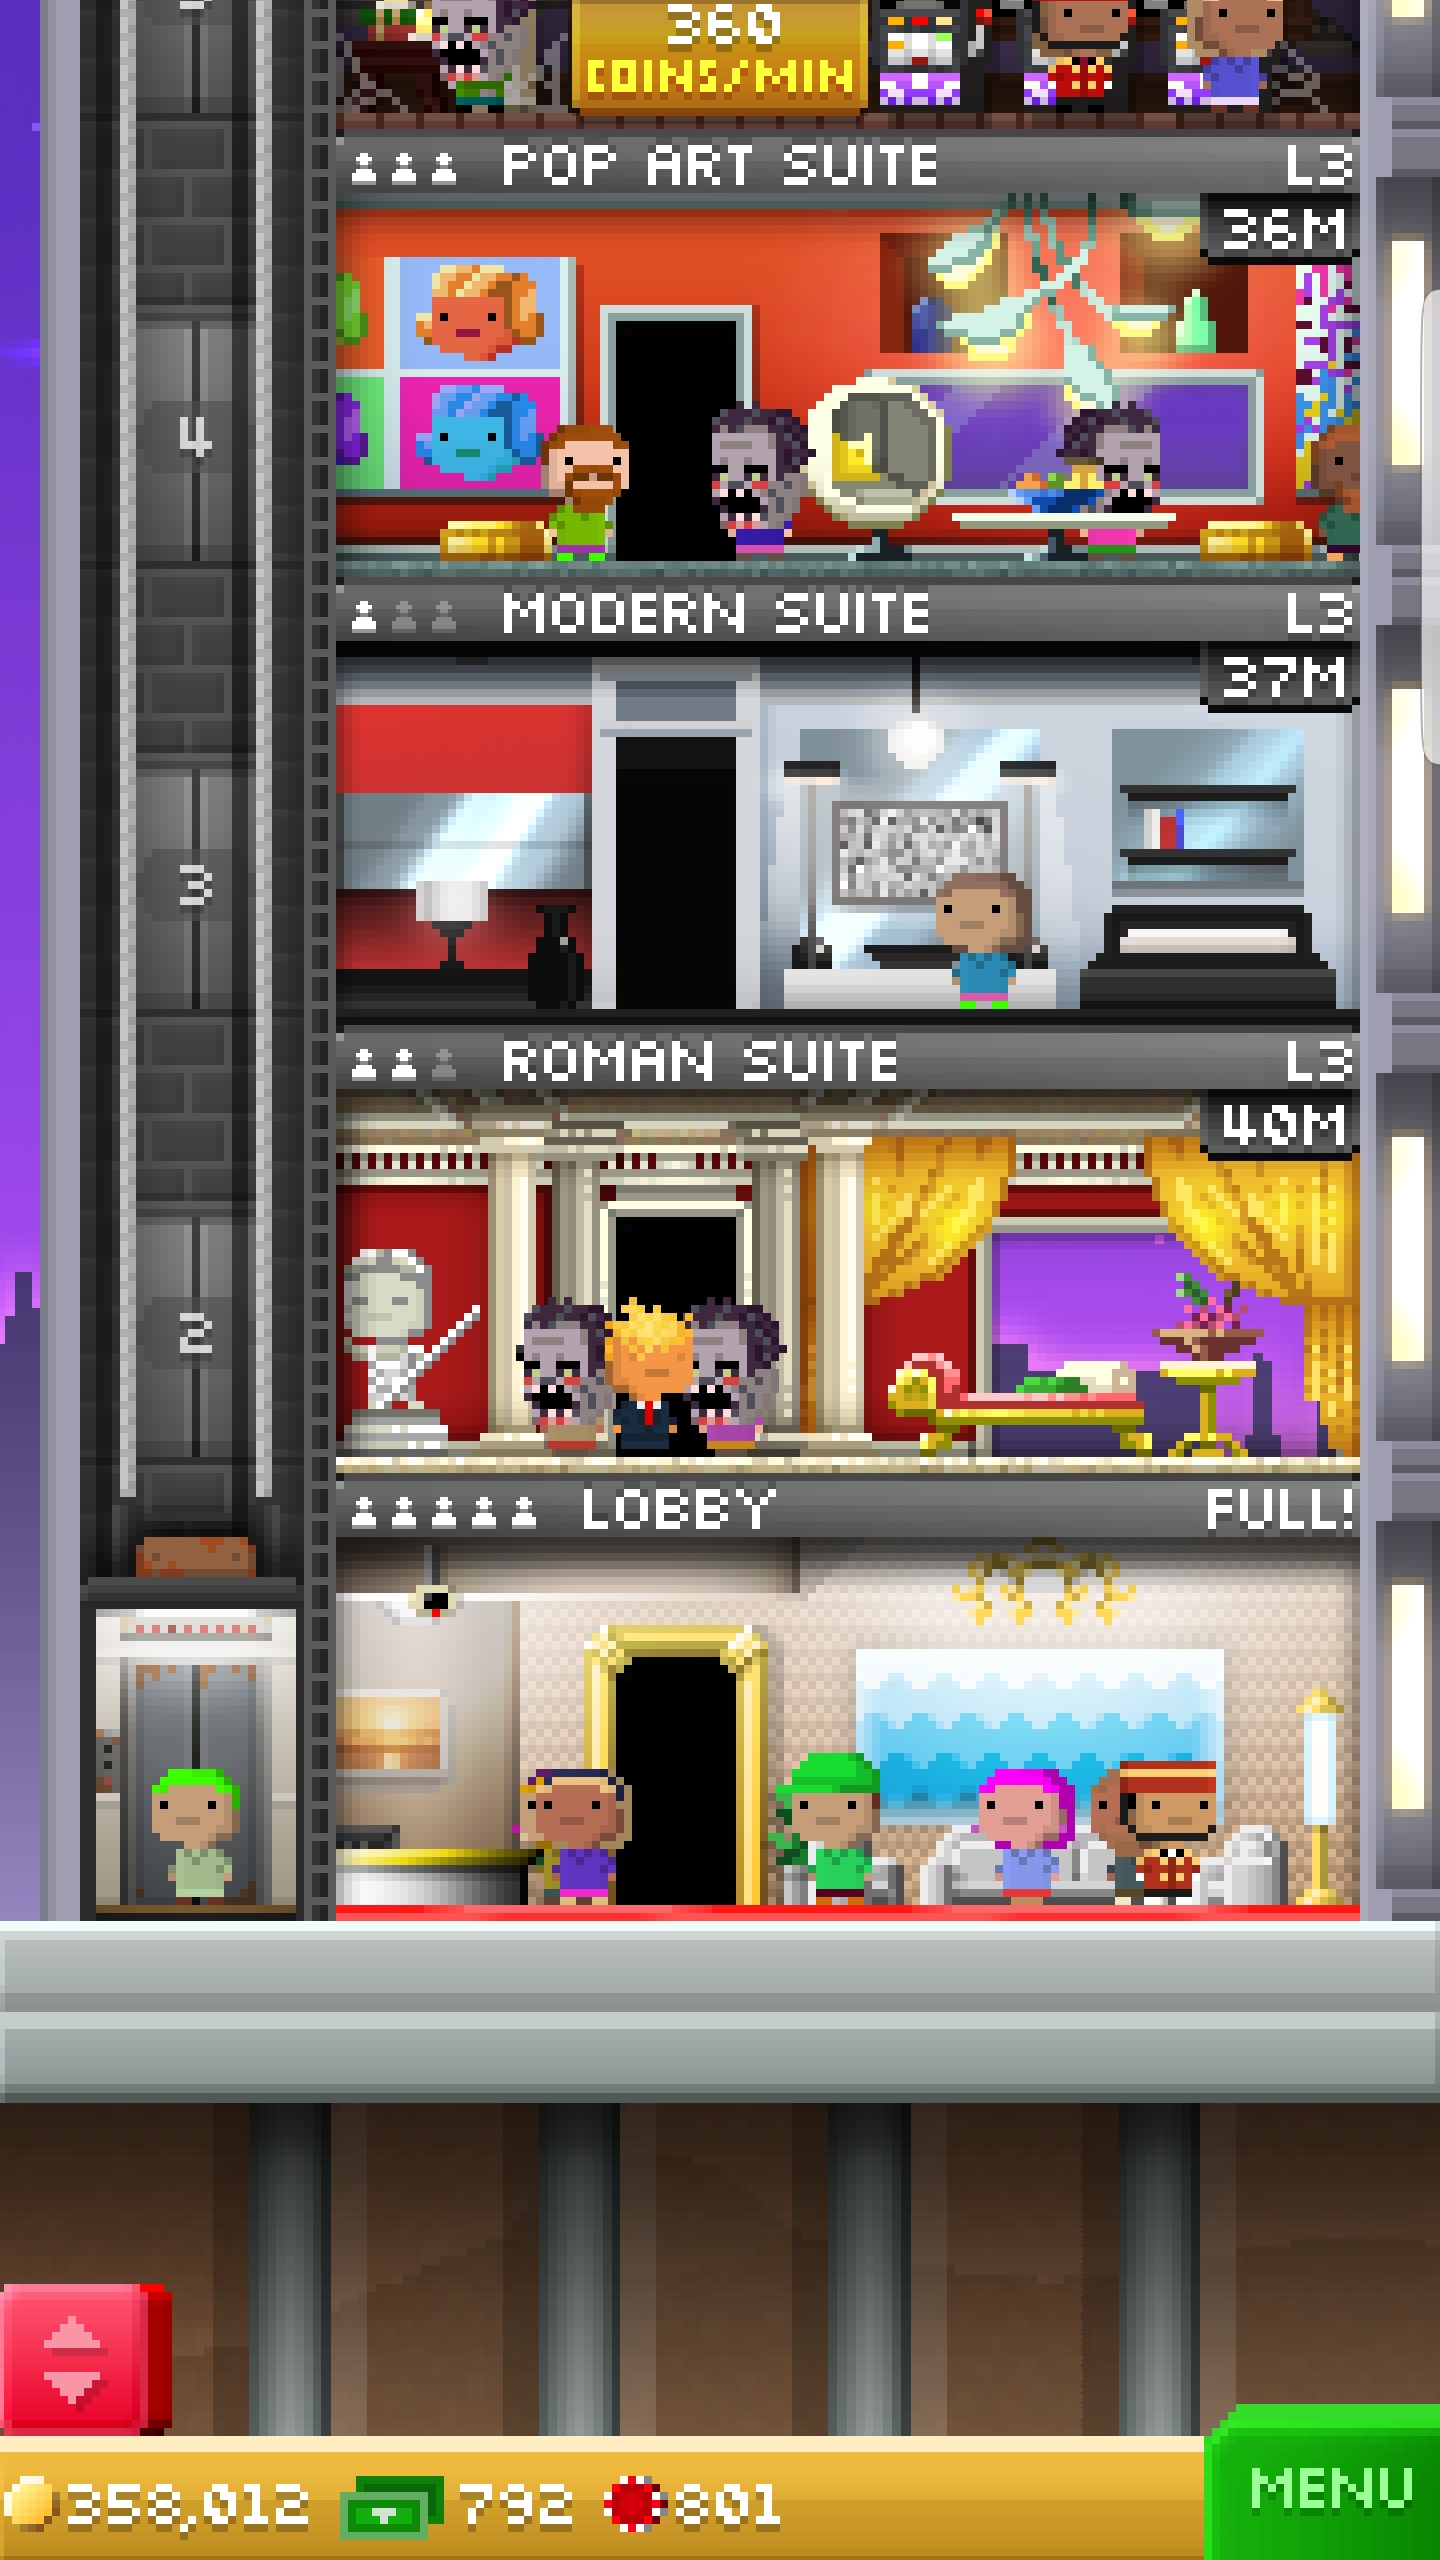 360
COINS/MIN
POP ART SUITE L3
36M
4
MODERN SUITE L3
37M
3
ROMAN SUITE L3
40M
2
LOBBY FULL!
MENU
358,012 792 801